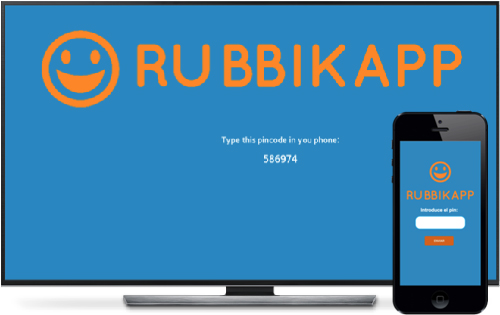 RUBBIKAPP
Type this pincode in you phone:
586974
RUBBIKAPP
Introduce el pin: